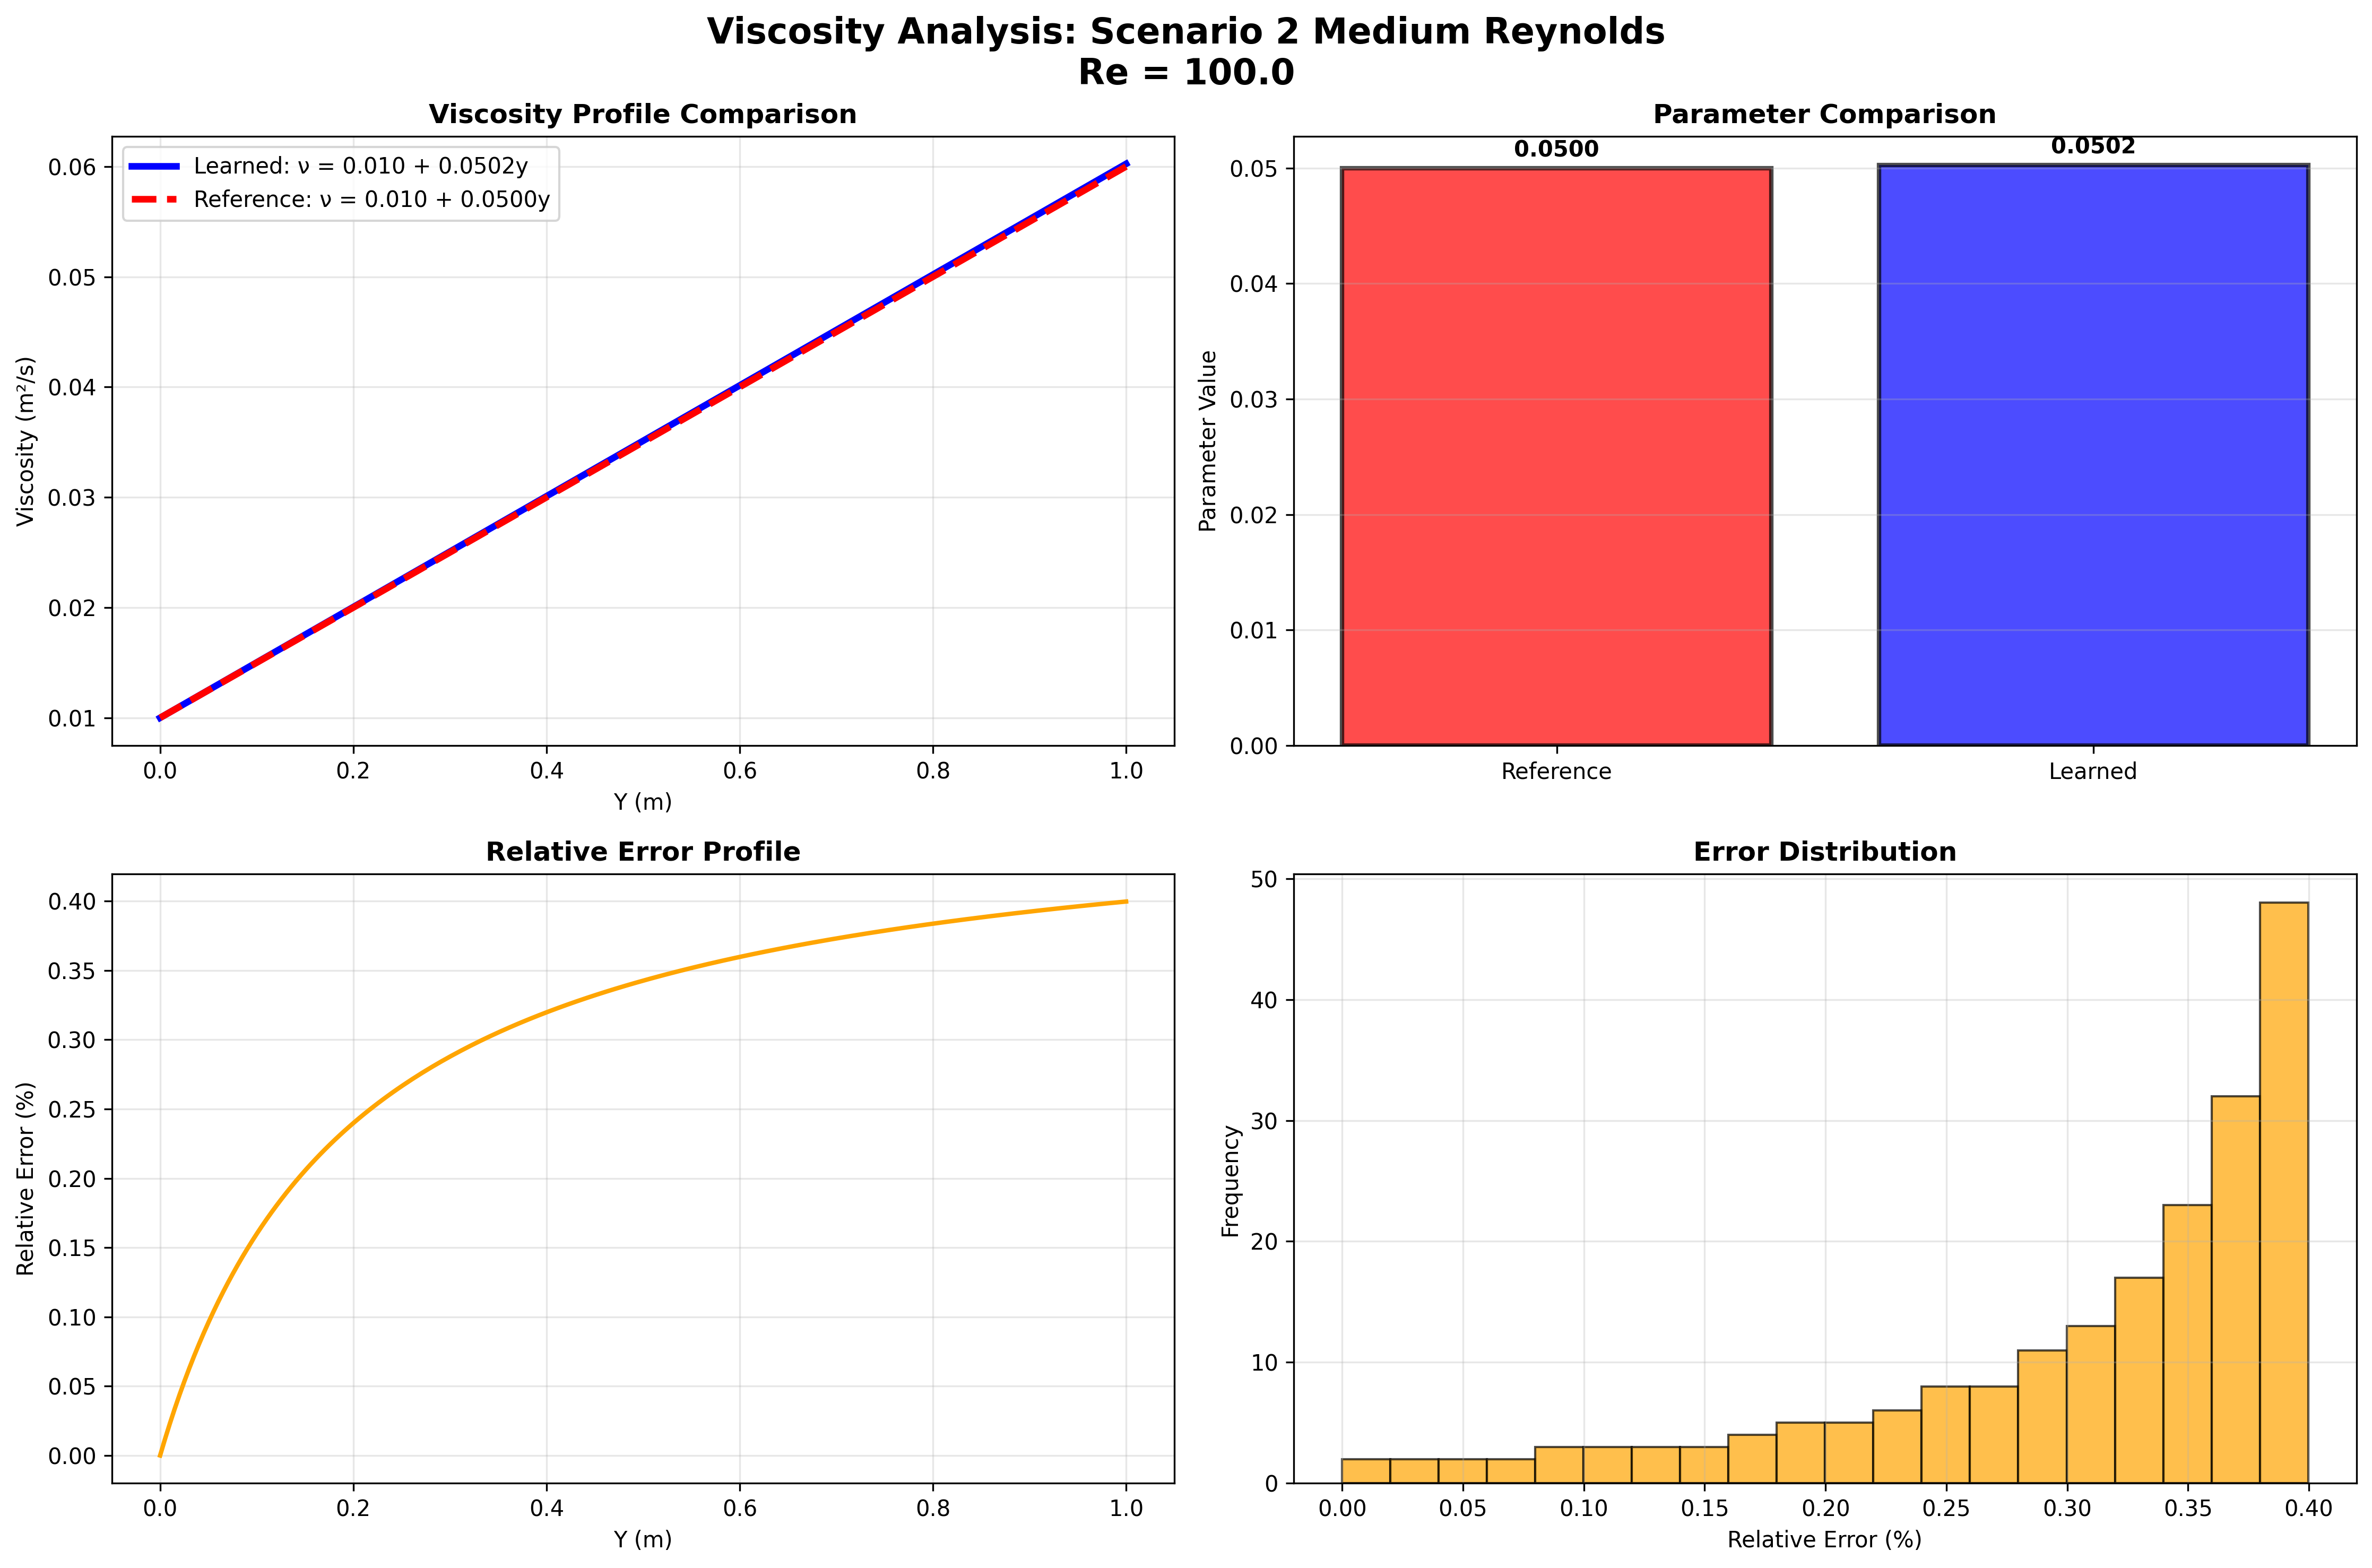 Viscosity Analysis: Scenario 2 Medium Reynolds
Re = 100.0
Viscosity Profile Comparison
Learned: ν = 0.010 + 0.0502y
Reference: ν = 0.010 + 0.0500y
Viscosity (m²/s)
0.06
0.05
0.04
0.03
0.02
0.01
0.0 0.2 0.4 0.6 0.8 1.0
Y (m)
Parameter Comparison
0.0500 0.0502
Parameter Value
0.05
0.04
0.03
0.02
0.01
0.00
Reference Learned
Relative Error Profile
Relative Error (%)
0.40
0.35
0.30
0.25
0.20
0.15
0.10
0.05
0.00
0.0 0.2 0.4 0.6 0.8 1.0
Y (m)
Error Distribution
Frequency
50
40
30
20
10
0
0.00 0.05 0.10 0.15 0.20 0.25 0.30 0.35 0.40
Relative Error (%)